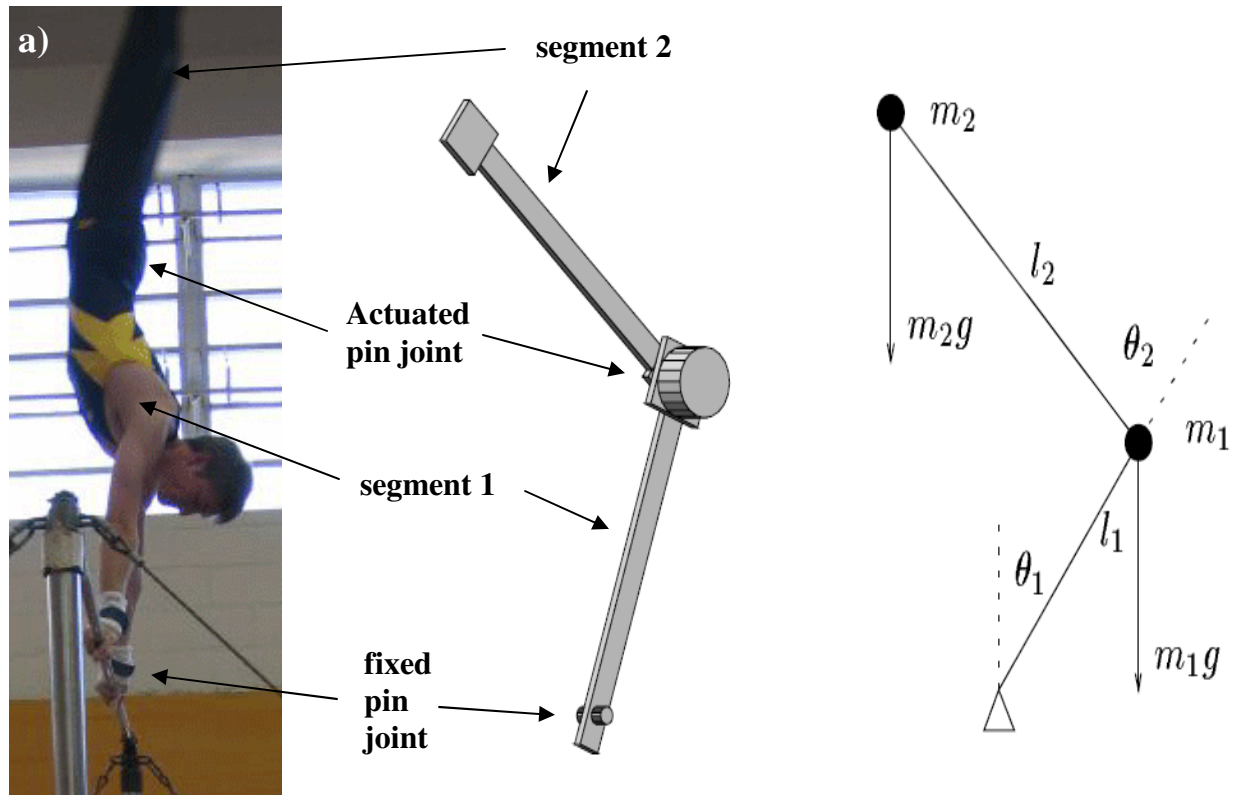 a)
segment 2
Actuated
pin joint
segment 1
fixed
pin
joint
m₂
l₂
m₂g
θ₂
m₁
l₁
θ₁
m₁g